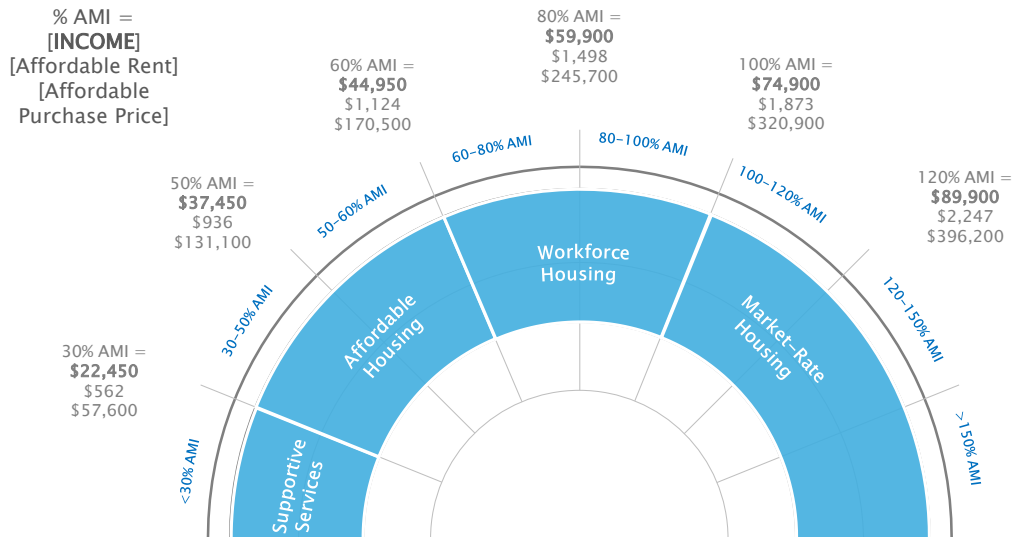 % AMI =
[INCOME]
[Affordable Rent]
[Affordable
Purchase Price]
30% AMI =
$22,450
$562
$57,600
50% AMI =
$37,450
$936
$131,100
60% AMI =
$44,950
$1,124
$170,500
80% AMI =
$59,900
$1,498
$245,700
100% AMI =
$74,900
$1,873
$320,900
120% AMI =
$89,900
$2,247
$396,200
<30% AMI
30–50% AMI
50–60% AMI
60–80% AMI
80–100% AMI
100–120% AMI
120–150% AMI
>150% AMI
Supportive
Services
Affordable
Housing
Workforce
Housing
Market-Rate
Housing